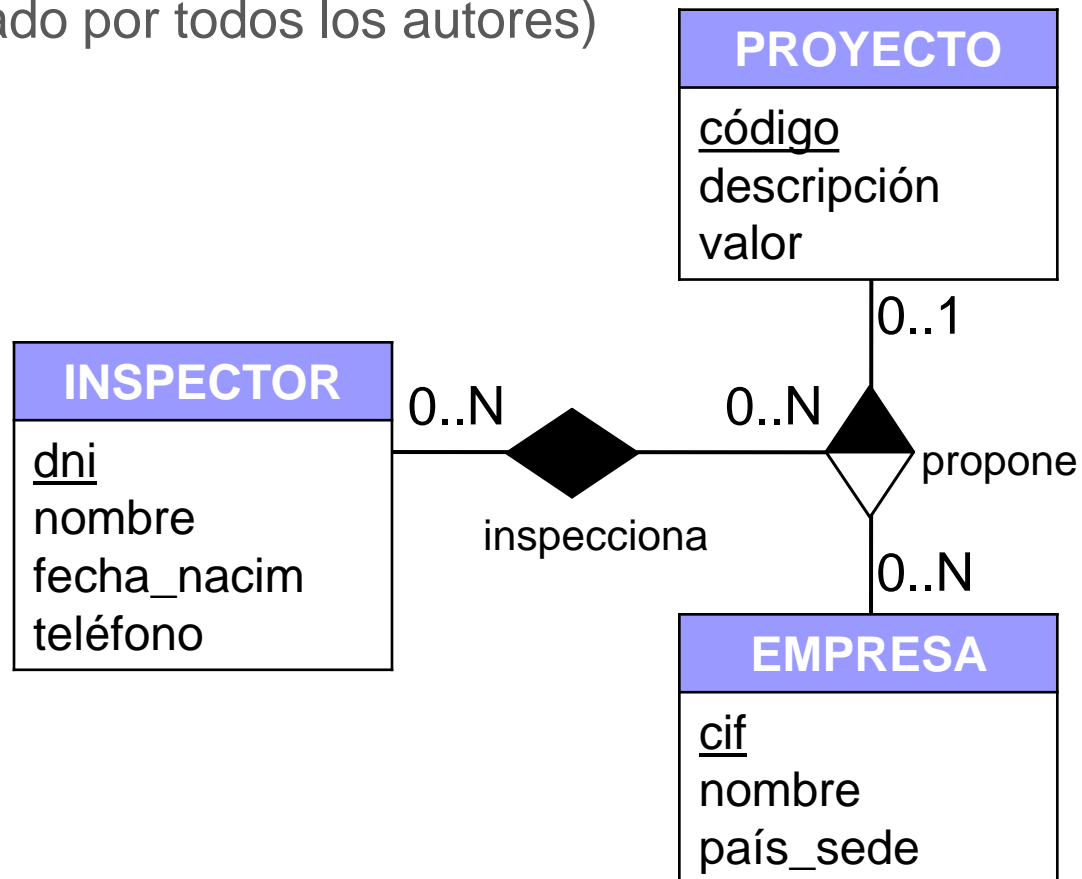 ado por todos los autores)
PROYECTO
código
descripción
valor
0..1
INSPECTOR
dni
nombre
fecha_nacim
teléfono
0..N
0..N
propone
inspecciona
0..N
EMPRESA
cif
nombre
país_sede